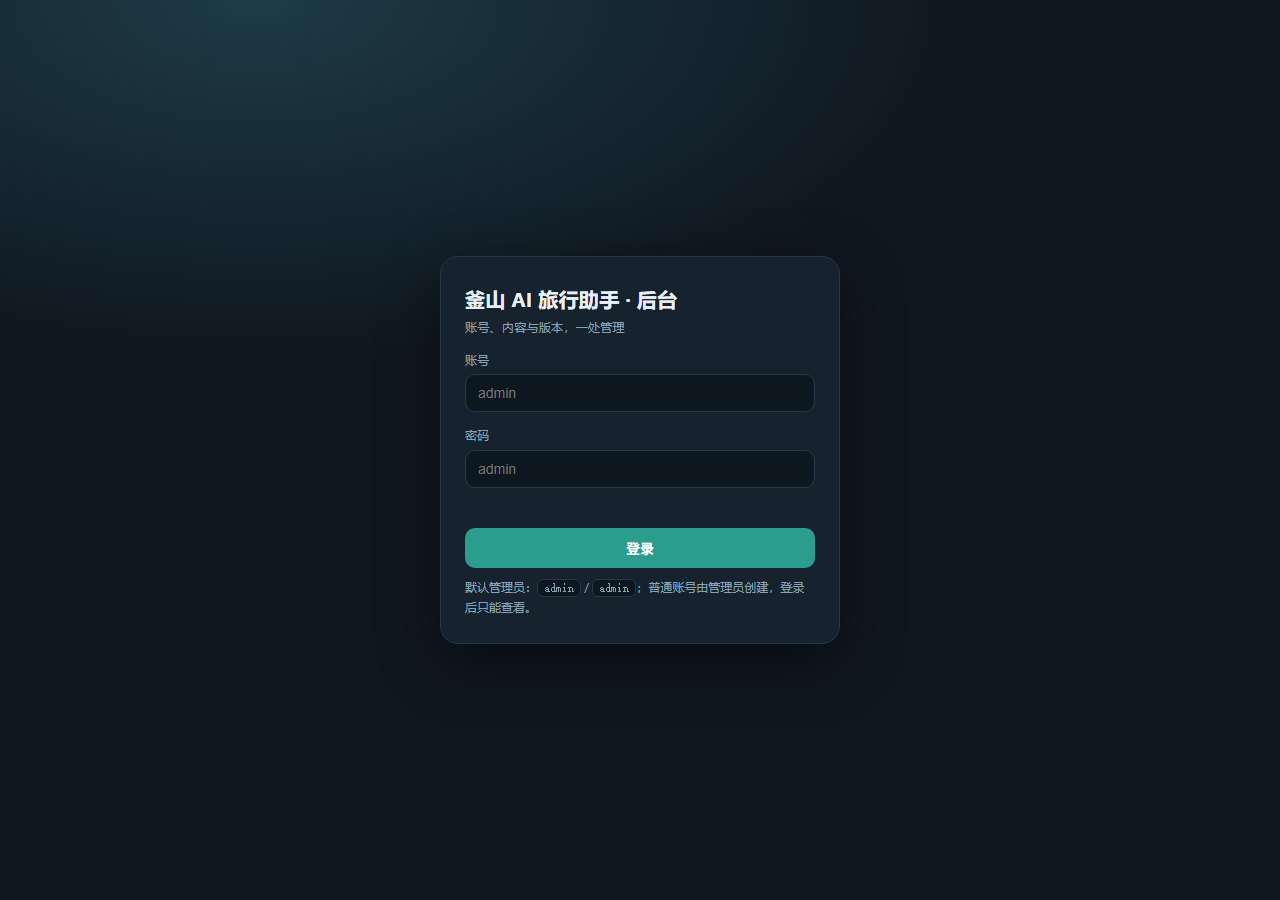 釜山 AI 旅行助手 · 后台
账号、内容与版本，一处管理
账号
admin
密码
admin
登录
默认管理员： admin / admin ；普通账号由管理员创建，登录
后只能查看。